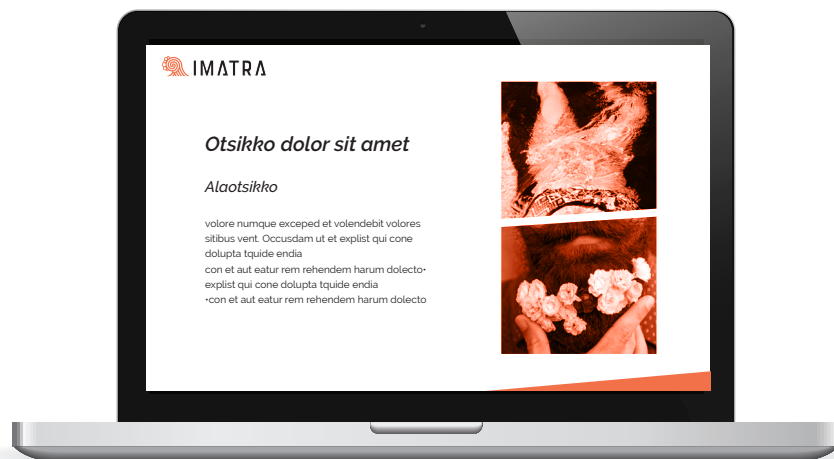 IMATRA
Otsikko dolor sit amet
Alaotsikko
volore numque exceped et volendebit volores
sitibus vent. Occusdam ut et explist qui cone
dolupta tquide endia
con et aut eatur rem rehendem harum dolecto•
explist qui cone dolupta tquide endia
•con et aut eatur rem rehendem harum dolecto